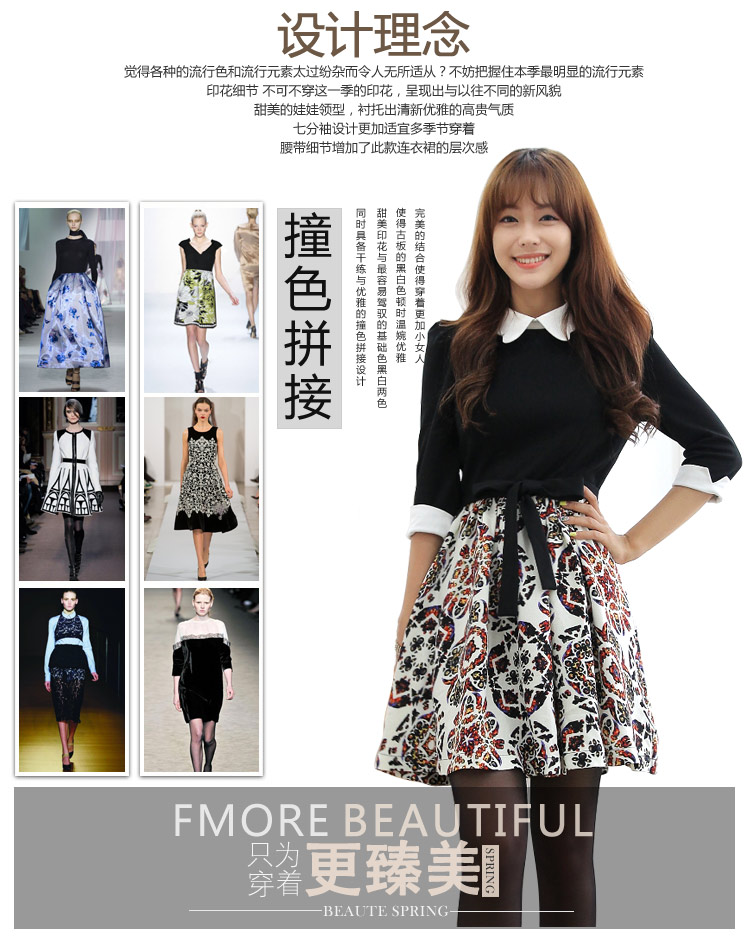 设计理念
觉得各种的流行色和流行元素太过纷杂而令人无所适从？不妨把握住本季最明显的流行元素
印花细节 不可不穿这一季的印花，呈现出与以往不同的新风貌
甜美的娃娃领型，衬托出清新优雅的高贵气质
七分袖设计更加适宜多季节穿着
腰带细节增加了此款连衣裙的层次感
撞色拼接
完美的结合使得穿着更加小女人
使得古板的黑白色顿时温婉优雅
甜美印花与最容易驾驭的基础色黑白两色
同时具备干练与优雅的撞色拼接设计
FMORE BEAUTIFUL
只为
穿着
更臻美
SPRING
BEAUTE SPRING